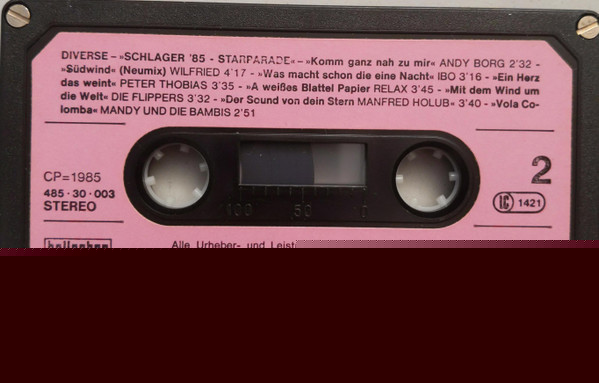 DIVERSE – »SCHLAGER '85 - STARPARADE« – »Komm ganz nah zu mir« ANDY BORG 2'32 -
»Südwind« (Neumix) WILFRIED 4'17 - »Was macht schon die eine Nacht« IBO 3'16 - »Ein Herz
das weint« PETER THOBIAS 3'35 - »A weißes Blattel Papier RELAX 3'45 - »Mit dem Wind um
die Welt« DIE FLIPPERS 3'32 - »Der Sound von dein Stern MANFRED HOLUB« 3'40 - »Vola Co-
lomba« MANDY UND DIE BAMBIS 2'51
CP=1985
485·30·003
STEREO
2
LC 1421
100 50 0
Alle Urheber- und